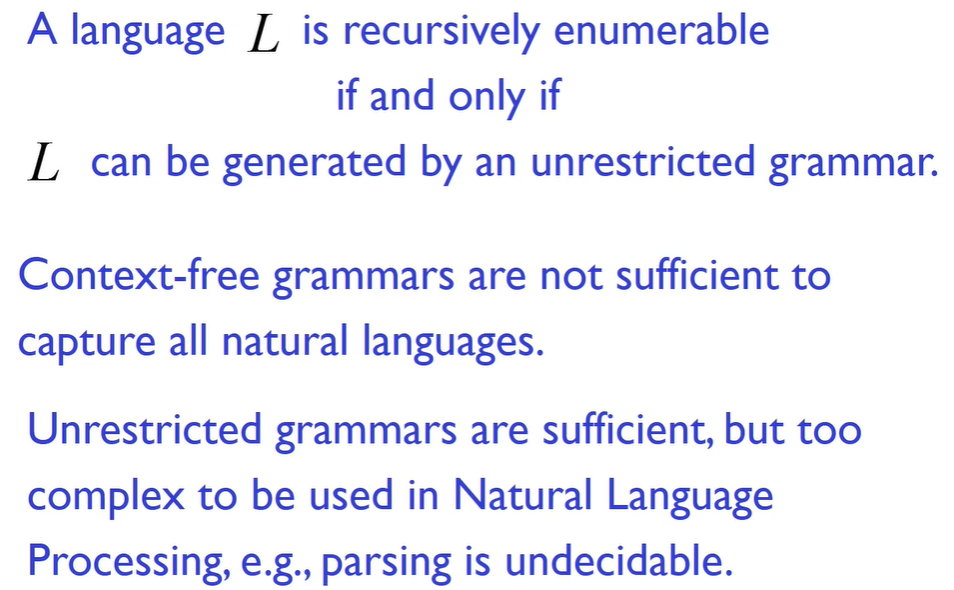 A language L is recursively enumerable
if and only if
L can be generated by an unrestricted grammar.
Context-free grammars are not sufficient to
capture all natural languages.
Unrestricted grammars are sufficient, but too
complex to be used in Natural Language
Processing, e.g., parsing is undecidable.